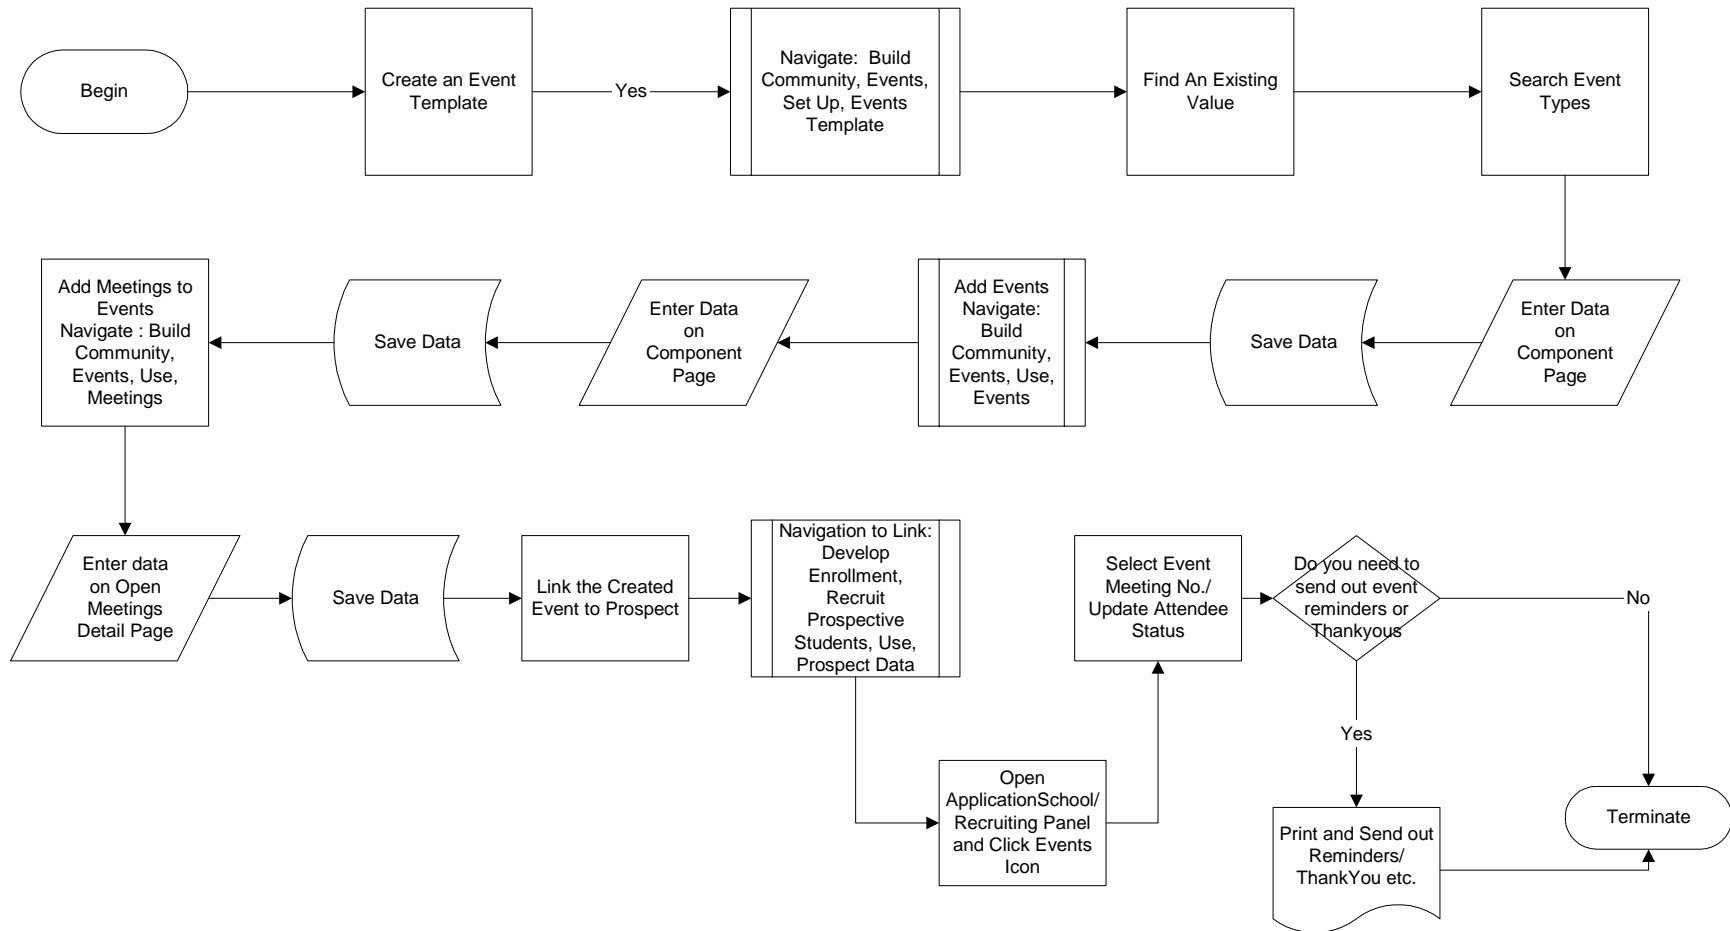 Begin
Create an Event
Template
Yes
Navigate: Build
Community, Events,
Set Up, Events
Template
Find An Existing
Value
Search Event
Types
Add Meetings to
Events
Navigate : Build
Community,
Events, Use,
Meetings
Save Data
Enter Data
on
Component
Page
Add Events
Navigate:
Build
Community,
Events, Use,
Events
Save Data
Enter Data
on
Component
Page
Enter data
on Open
Meetings
Detail Page
Save Data
Link the Created
Event to Prospect
Navigation to Link:
Develop
Enrollment,
Recruit
Prospective
Students, Use,
Prospect Data
Select Event
Meeting No./
Update Attendee
Status
Do you need to
send out event
reminders or
Thankyous
No
Yes
Open
ApplicationSchool/
Recruiting Panel
and Click Events
Icon
Print and Send out
Reminders/
ThankYou etc.
Terminate